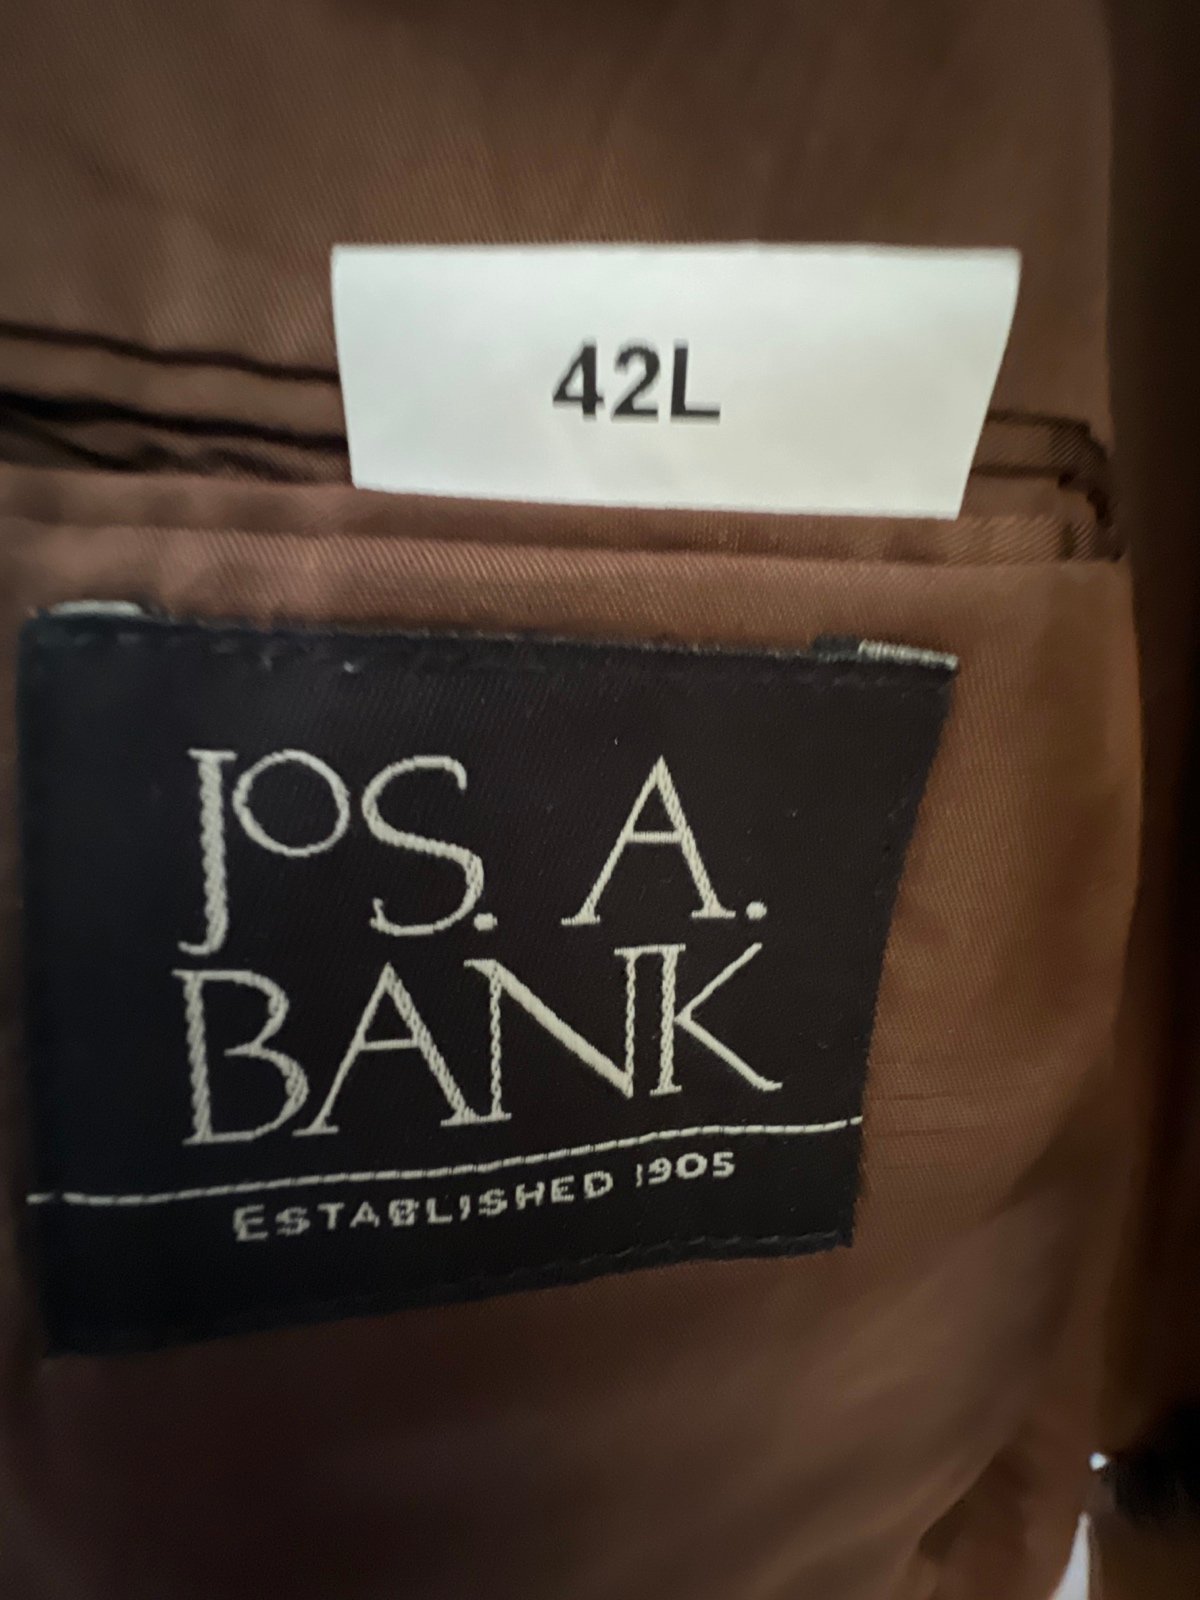 42L
JOS. A.
BANK
ESTABLISHED 1905